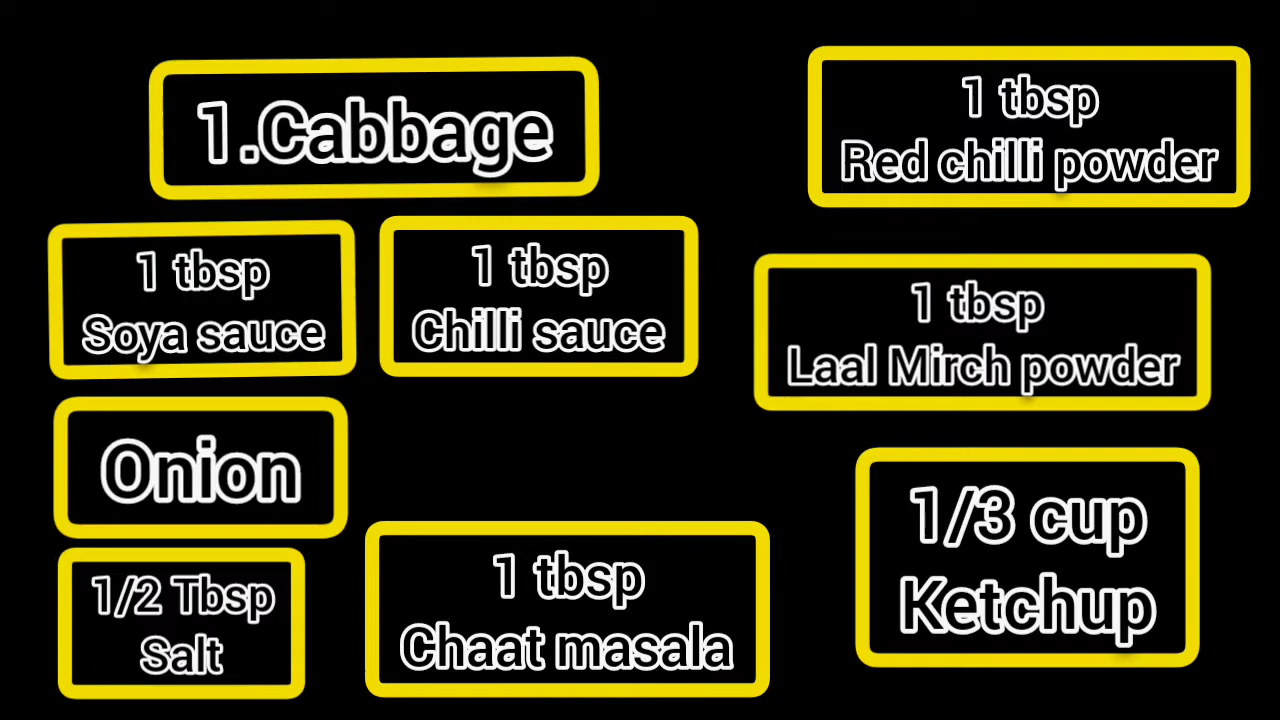 1.Cabbage
1 tbsp
Red chilli powder
1 tbsp
Soya sauce
1 tbsp
Chilli sauce
1 tbsp
Laal Mirch powder
Onion
1/3 cup
Ketchup
1/2 Tbsp
Salt
1 tbsp
Chaat masala